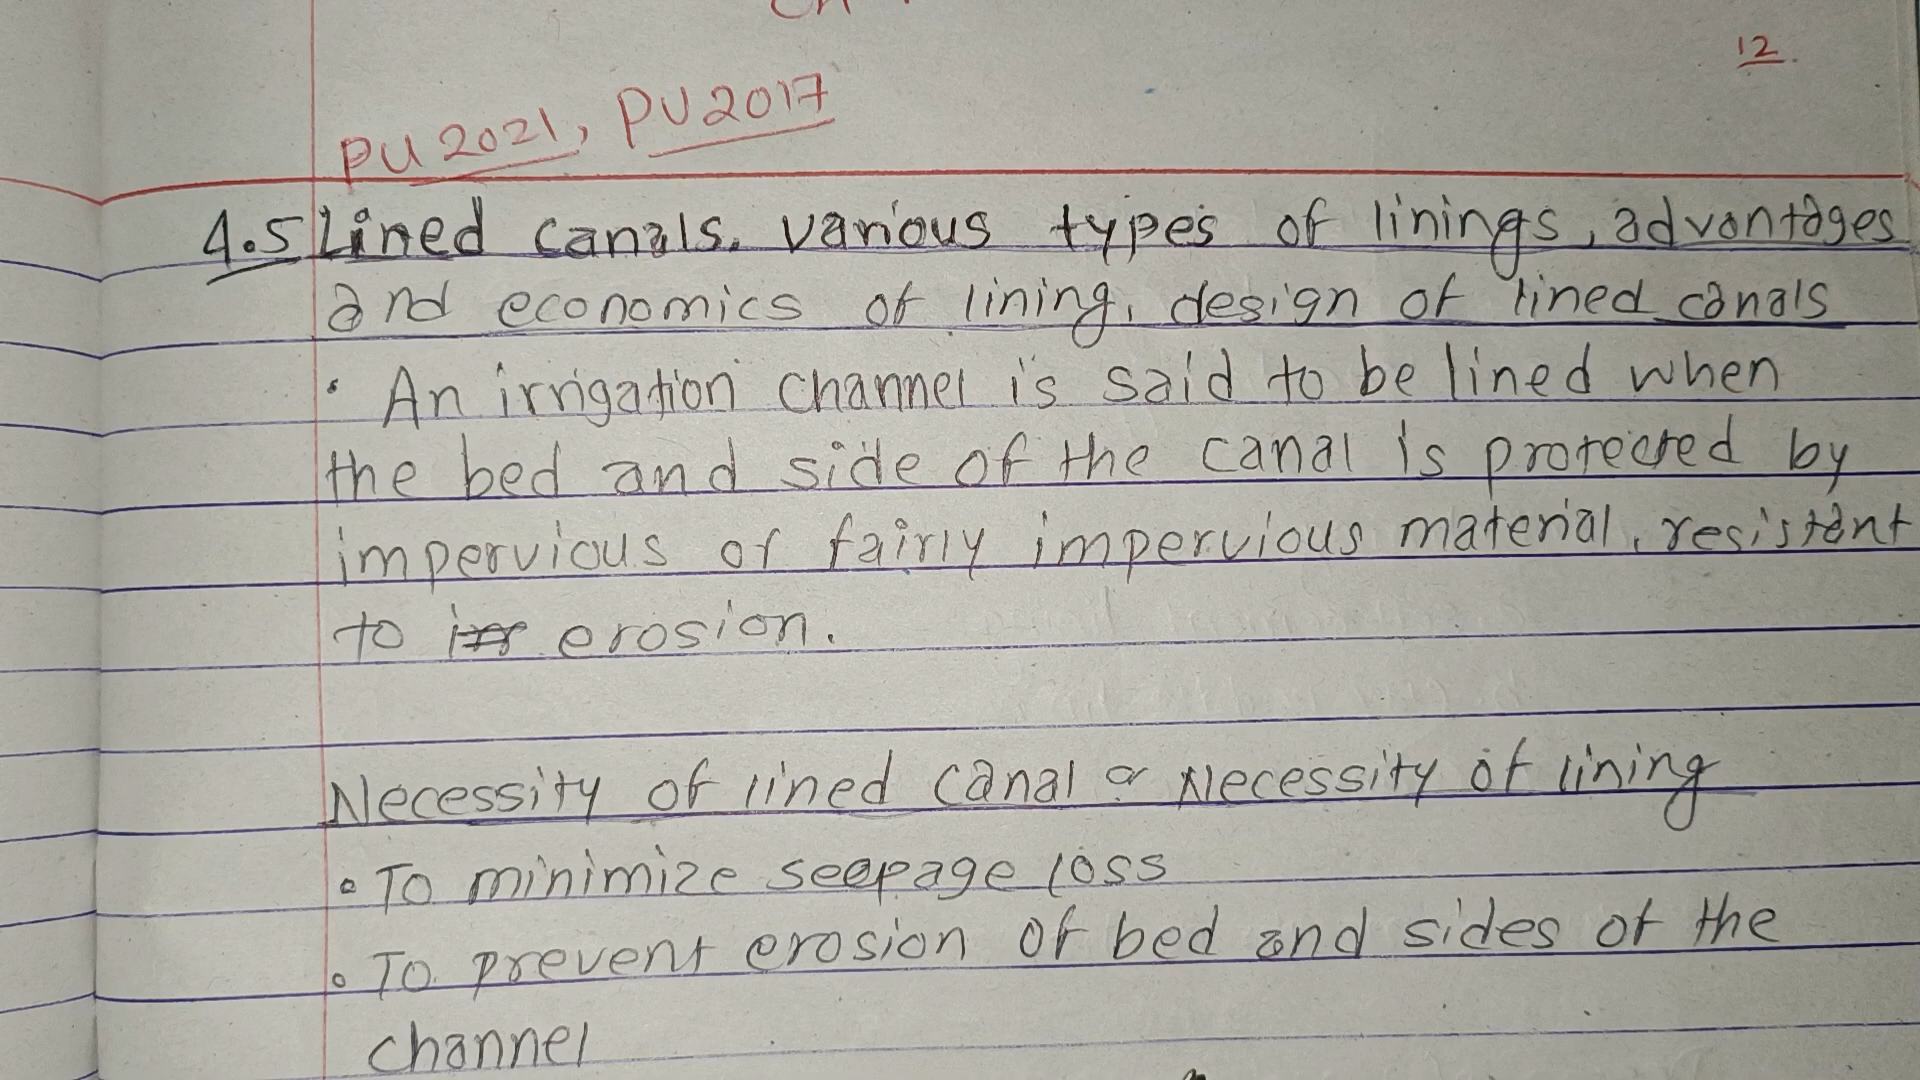 12.
PU 2021, PU 2017
4.5 Lined canals, various types of linings, advantages
and economics of lining, design of lined canals
• An irrigation channel is said to be lined when
the bed and side of the canal is protected by
impervious or fairly impervious material, resistant
to erosion.
Necessity of lined canal or Necessity of lining
• To minimize seepage loss
• To prevent erosion of bed and sides of the
channel